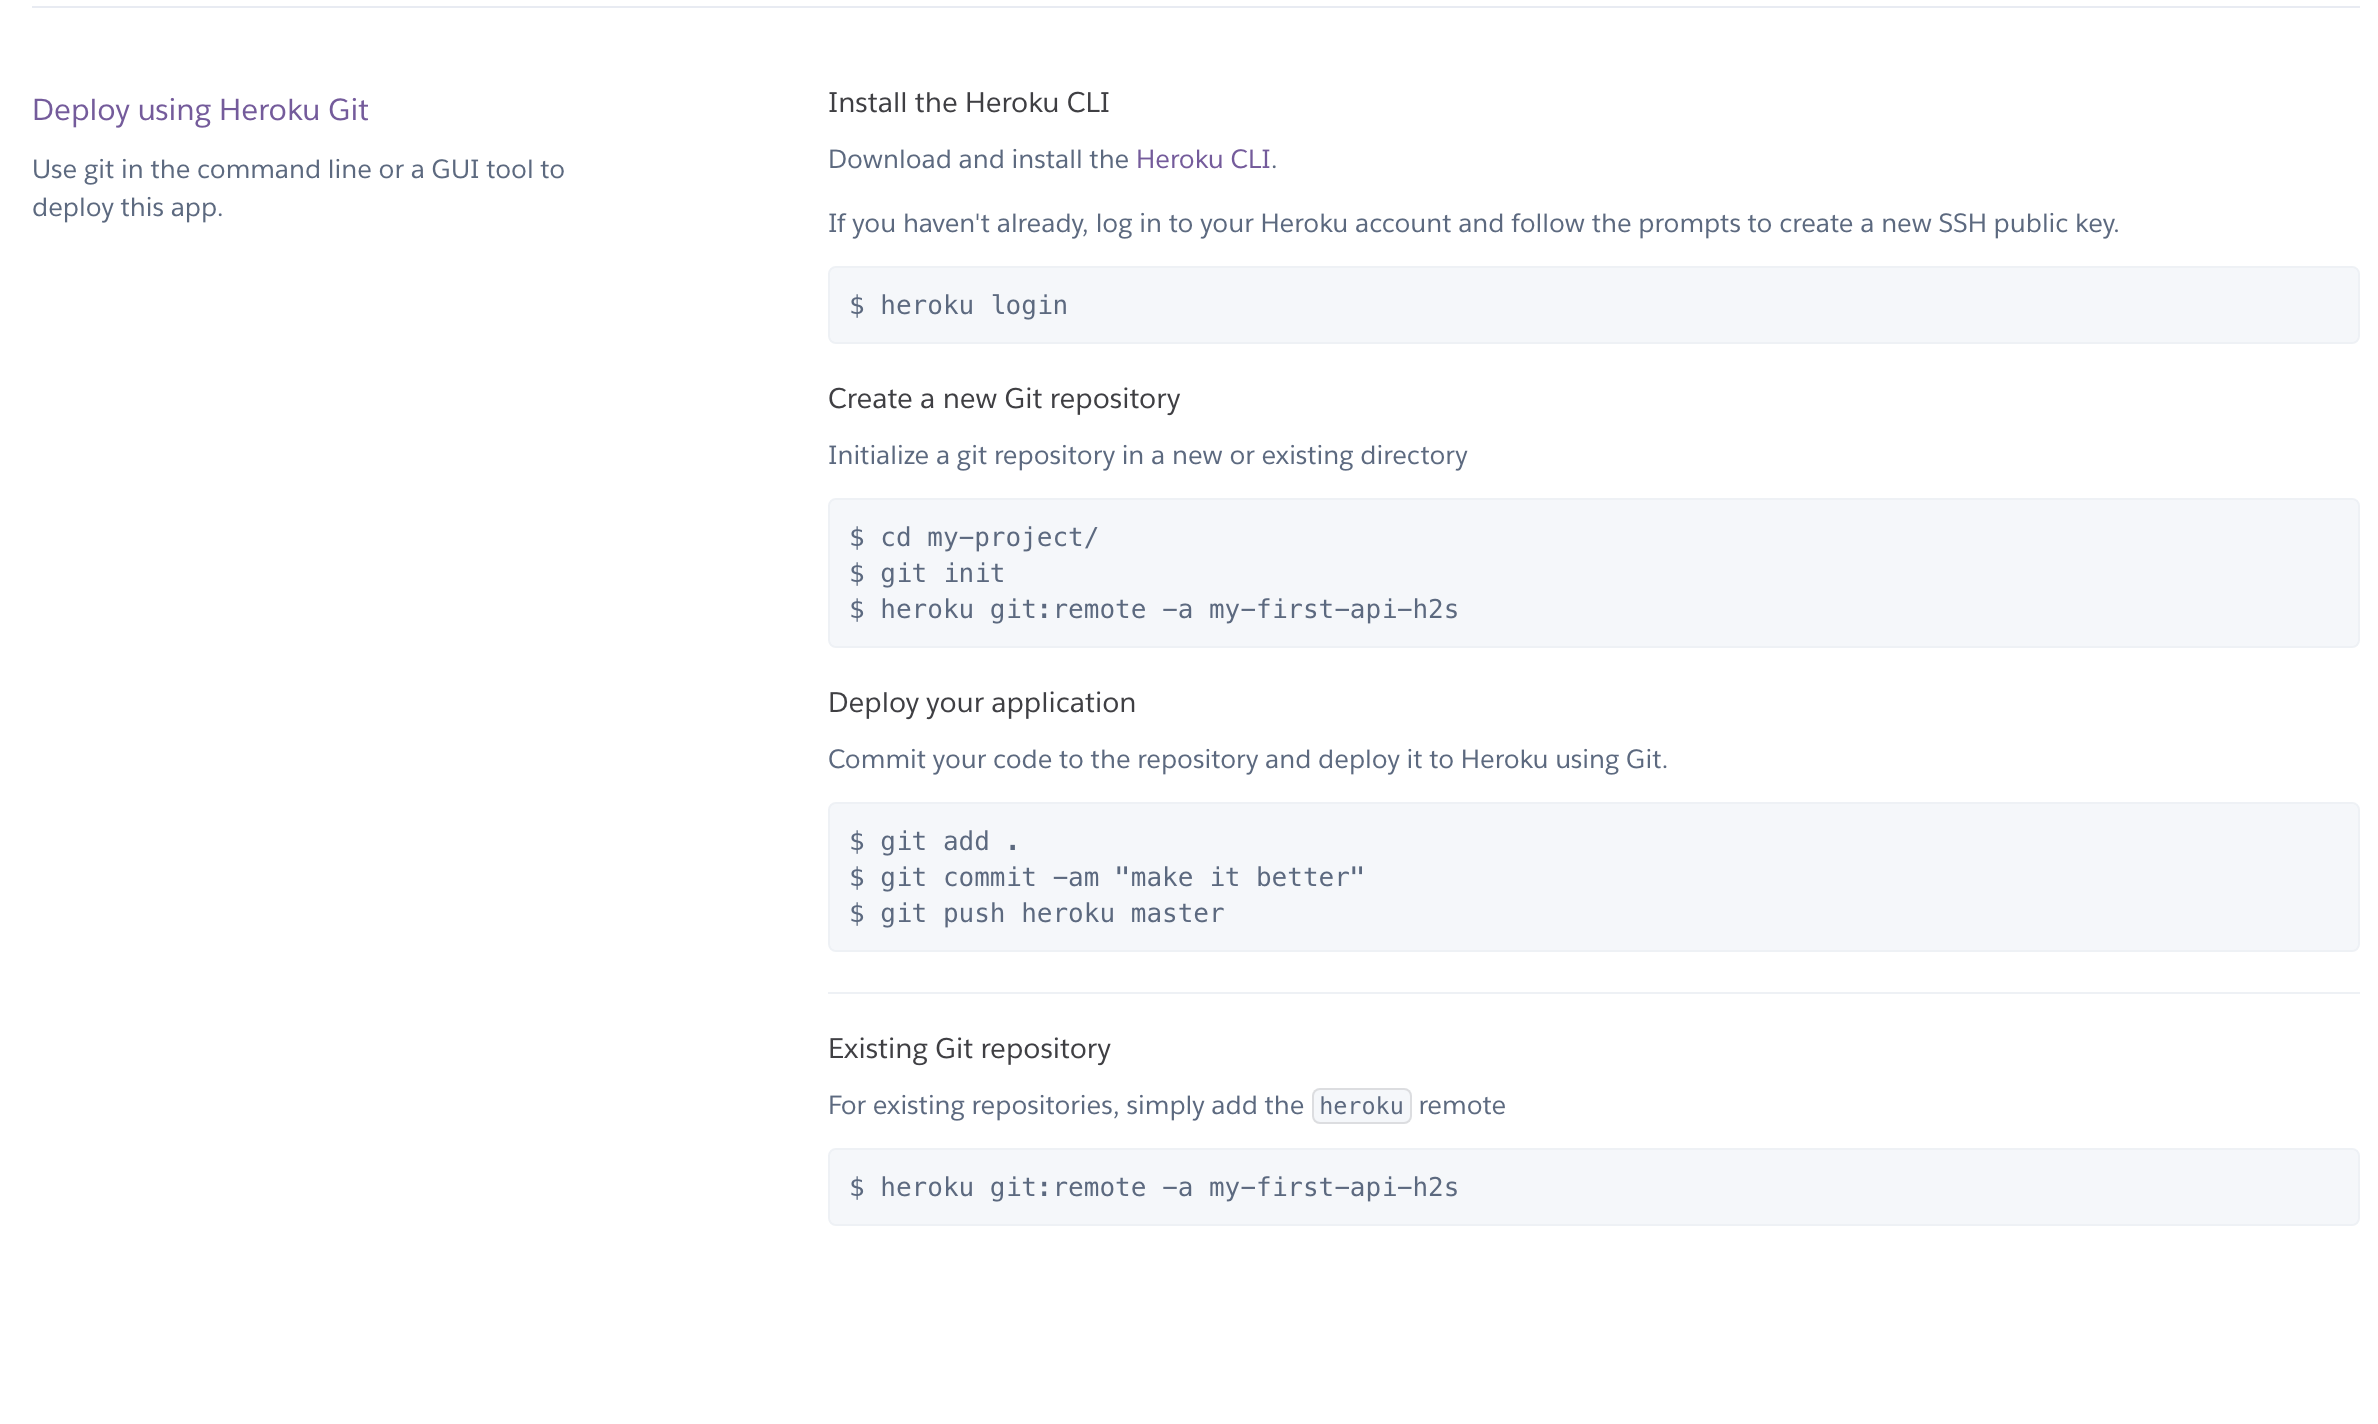 Deploy using Heroku Git
Use git in the command line or a GUI tool to
deploy this app.
Install the Heroku CLI
Download and install the Heroku CLI.
If you haven't already, log in to your Heroku account and follow the prompts to create a new SSH public key.
$ heroku login
Create a new Git repository
Initialize a git repository in a new or existing directory
$ cd my-project/
$ git init
$ heroku git:remote -a my-first-api-h2s
Deploy your application
Commit your code to the repository and deploy it to Heroku using Git.
$ git add .
$ git commit -am "make it better"
$ git push heroku master
Existing Git repository
For existing repositories, simply add the heroku remote
$ heroku git:remote -a my-first-api-h2s